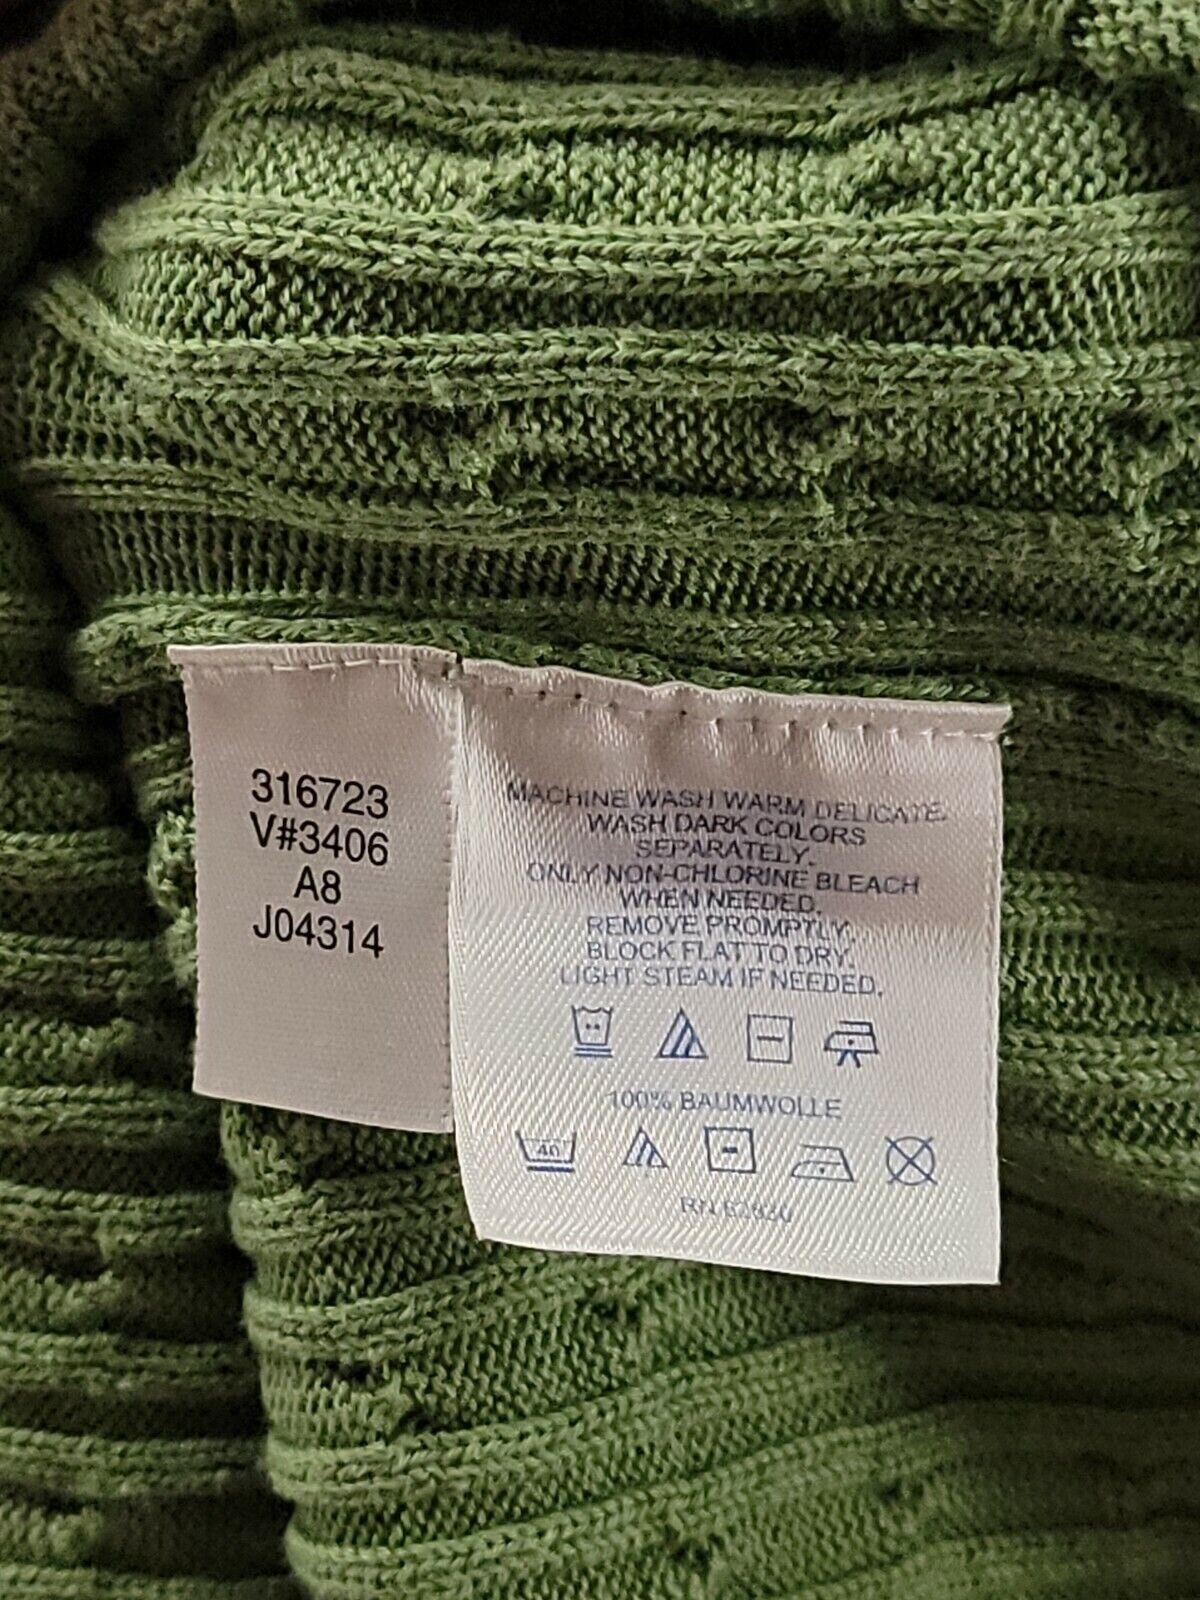 316723
V#3406
A8
J04314
MACHINE WASH WARM DELICATE.
WASH DARK COLORS
SEPARATELY.
ONLY NON-CHLORINE BLEACH
WHEN NEEDED.
REMOVE PROMPTLY.
BLOCK FLAT TO DRY.
LIGHT STEAM IF NEEDED.
100% BAUMWOLLE
40
RN